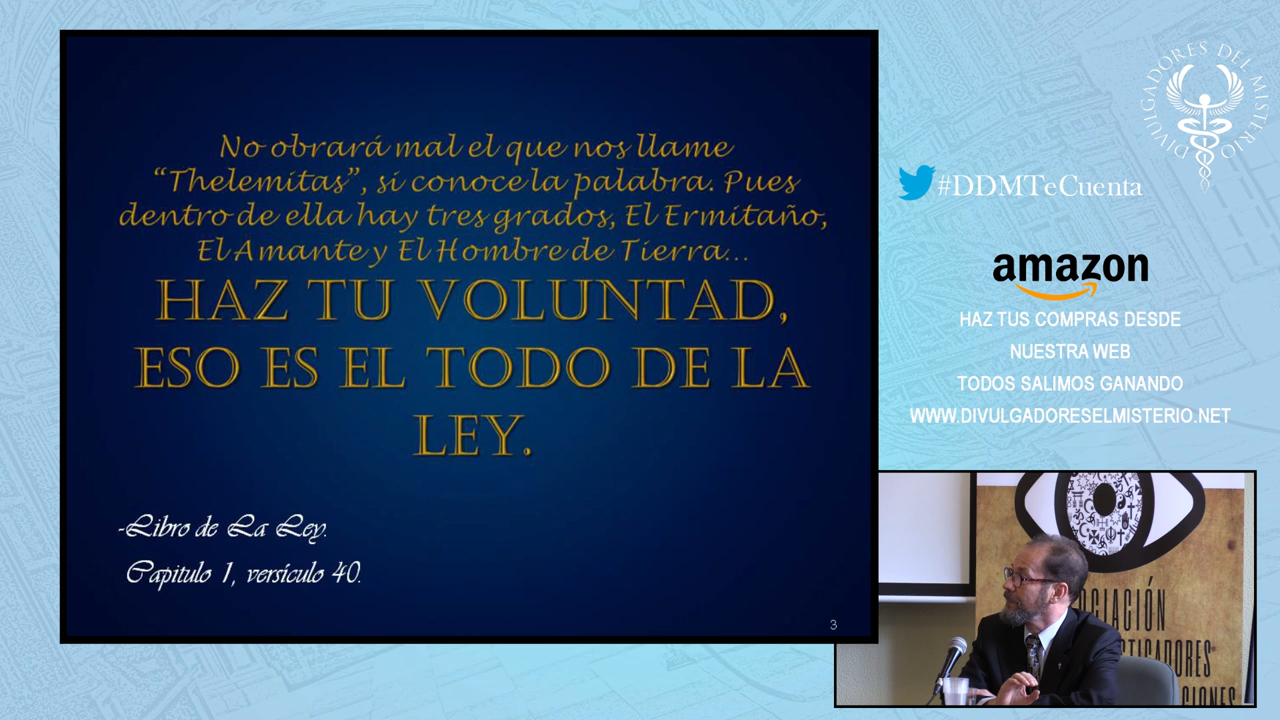 No obrará mal el que nos llame
“Thelemitas”, si conoce la palabra. Pues
dentro de ella hay tres grados, El Ermitaño,
El Amante y El Hombre de Tierra...
HAZ TU VOLUNTAD,
ESO ES EL TODO DE LA
LEY.
-Libro de La Ley.
Capitulo 1, versículo 40.
3
DIVULGADORES DEL MISTERIO
#DDMTeCuenta
amazon
HAZ TUS COMPRAS DESDE
NUESTRA WEB
TODOS SALIMOS GANANDO
WWW.DIVULGADORESELMISTERIO.NET